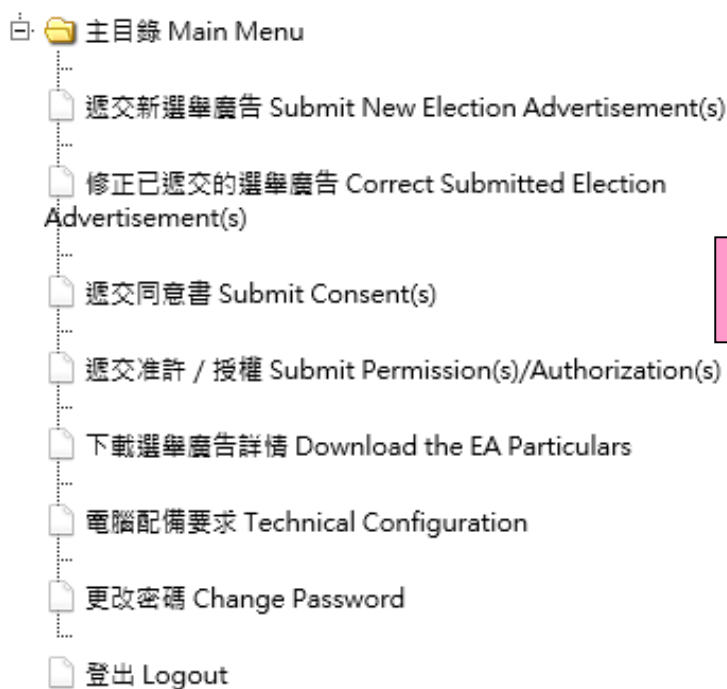 主目錄 Main Menu
遞交新選舉廣告 Submit New Election Advertisement(s)
修正已遞交的選舉廣告 Correct Submitted Election
Advertisement(s)
遞交同意書 Submit Consent(s)
遞交准許 / 授權 Submit Permission(s)/Authorization(s)
下載選舉廣告詳情 Download the EA Particulars
電腦配備要求 Technical Configuration
更改密碼 Change Password
登出 Logout